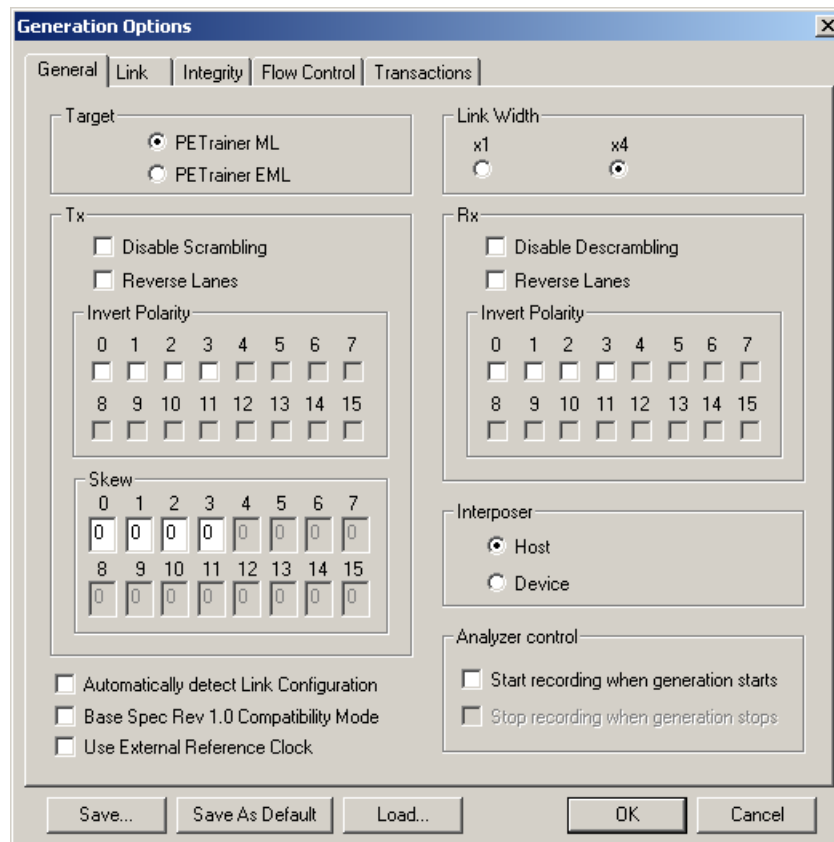 Generation Options
General Link Integrity Flow Control Transactions
Target
PETrainer ML
PETrainer EML
Link Width
x1 x4
Tx
Disable Scrambling
Reverse Lanes
Invert Polarity
0 1 2 3 4 5 6 7
8 9 10 11 12 13 14 15
Skew
0 1 2 3 4 5 6 7
0 0 0 0 0 0 0 0
8 9 10 11 12 13 14 15
0 0 0 0 0 0 0 0
Rx
Disable Descrambling
Reverse Lanes
Invert Polarity
0 1 2 3 4 5 6 7
8 9 10 11 12 13 14 15
Interposer
Host
Device
Analyzer control
Start recording when generation starts
Stop recording when generation stops
Automatically detect Link Configuration
Base Spec Rev 1.0 Compatibility Mode
Use External Reference Clock
Save... Save As Default Load... OK Cancel